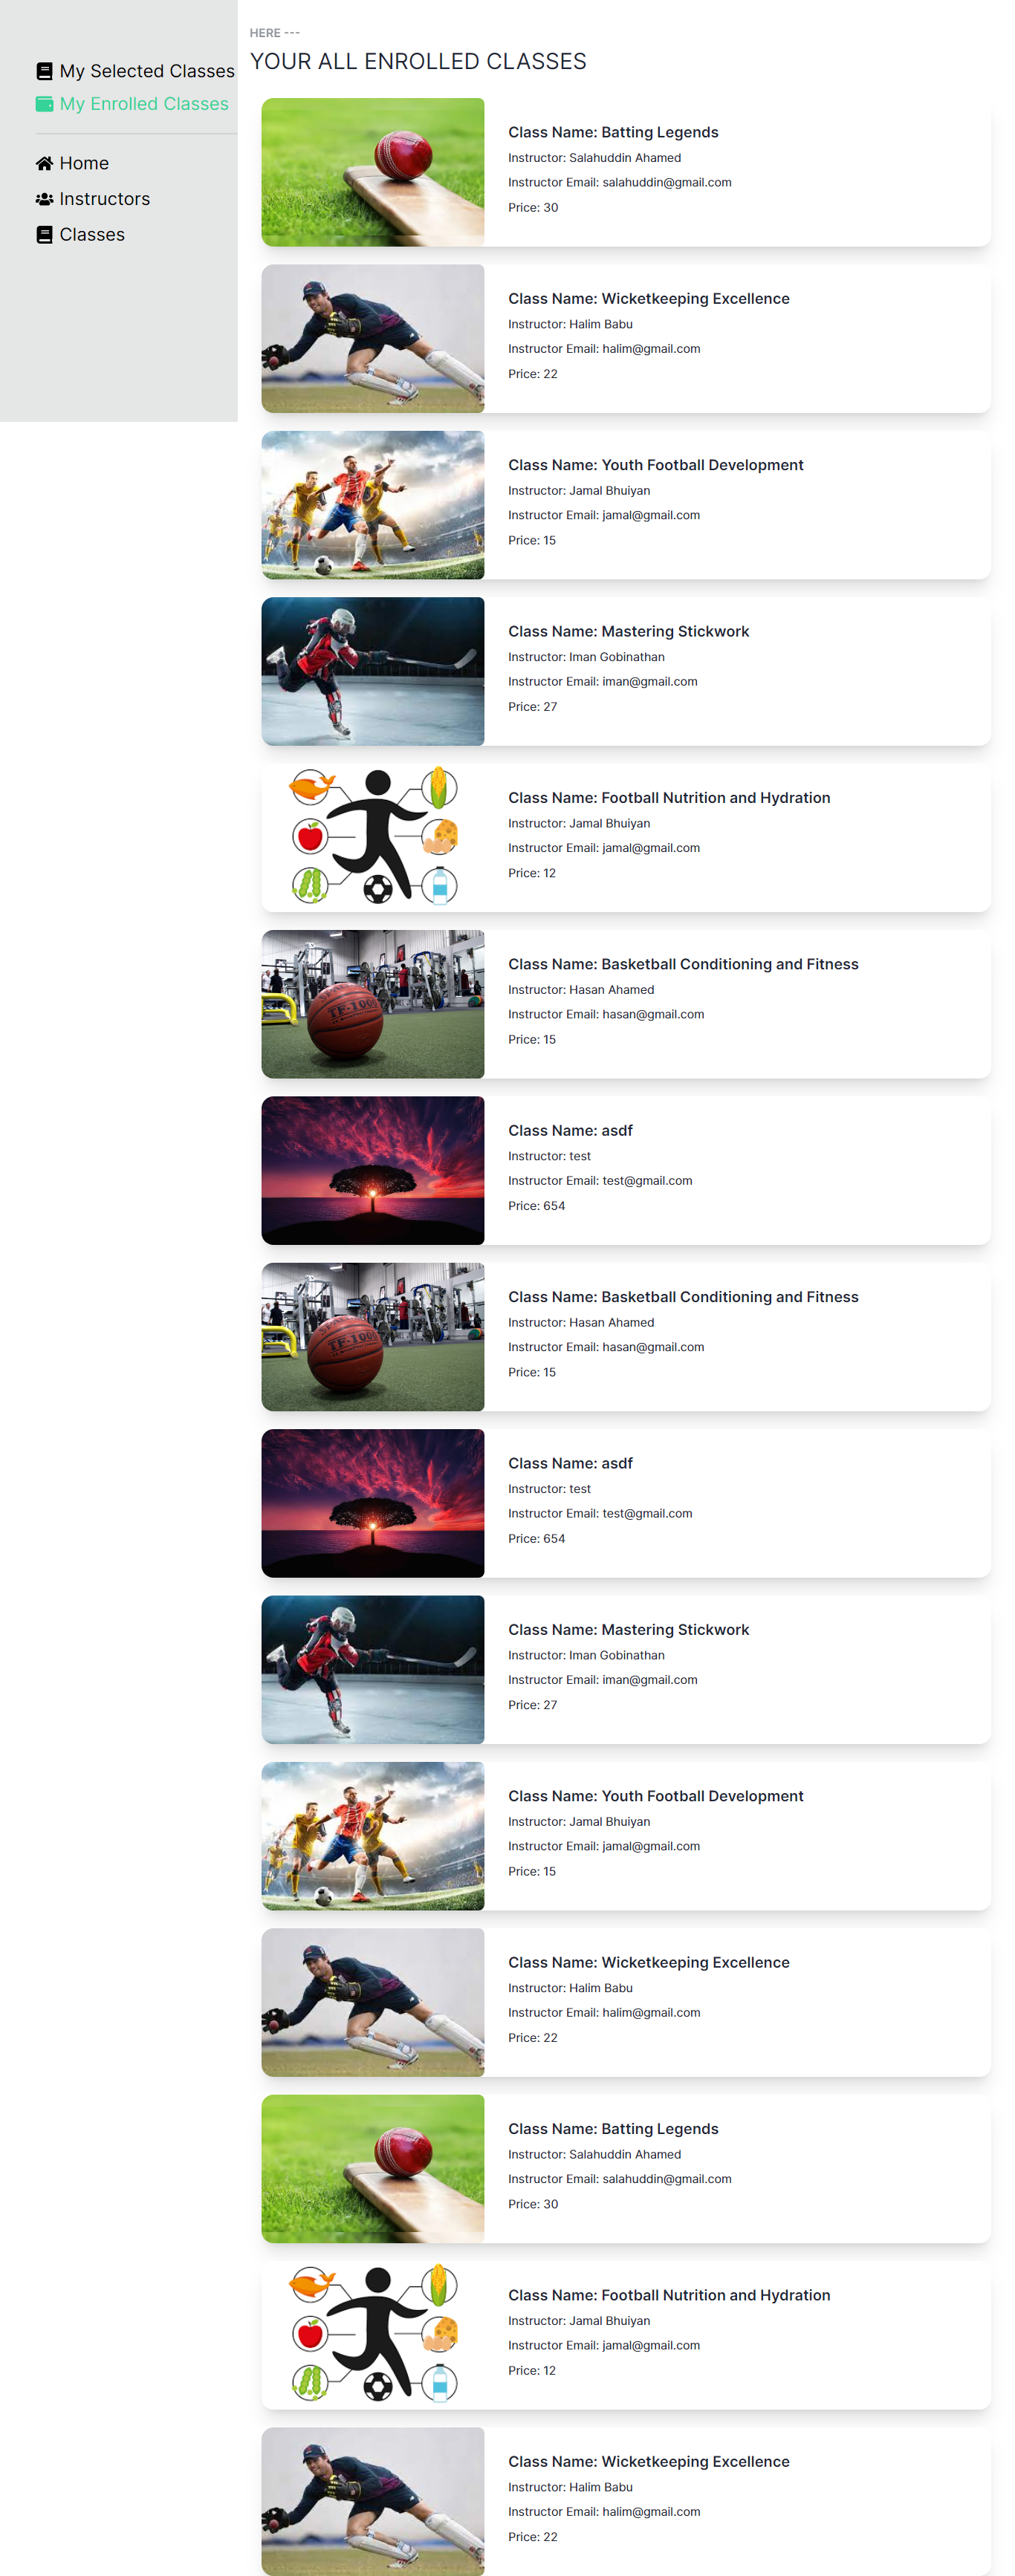 My Selected Classes
My Enrolled Classes
Home
Instructors
Classes
HERE ---
YOUR ALL ENROLLED CLASSES
Class Name: Batting Legends
Instructor: Salahuddin Ahamed
Instructor Email: salahuddin@gmail.com
Price: 30
Class Name: Wicketkeeping Excellence
Instructor: Halim Babu
Instructor Email: halim@gmail.com
Price: 22
Class Name: Youth Football Development
Instructor: Jamal Bhuiyan
Instructor Email: jamal@gmail.com
Price: 15
Class Name: Mastering Stickwork
Instructor: Iman Gobinathan
Instructor Email: iman@gmail.com
Price: 27
Class Name: Football Nutrition and Hydration
Instructor: Jamal Bhuiyan
Instructor Email: jamal@gmail.com
Price: 12
TF-1000
Class Name: Basketball Conditioning and Fitness
Instructor: Hasan Ahamed
Instructor Email: hasan@gmail.com
Price: 15
Class Name: asdf
Instructor: test
Instructor Email: test@gmail.com
Price: 654
TF-1000
Class Name: Basketball Conditioning and Fitness
Instructor: Hasan Ahamed
Instructor Email: hasan@gmail.com
Price: 15
Class Name: asdf
Instructor: test
Instructor Email: test@gmail.com
Price: 654
Class Name: Mastering Stickwork
Instructor: Iman Gobinathan
Instructor Email: iman@gmail.com
Price: 27
Class Name: Youth Football Development
Instructor: Jamal Bhuiyan
Instructor Email: jamal@gmail.com
Price: 15
Class Name: Wicketkeeping Excellence
Instructor: Halim Babu
Instructor Email: halim@gmail.com
Price: 22
Class Name: Batting Legends
Instructor: Salahuddin Ahamed
Instructor Email: salahuddin@gmail.com
Price: 30
Class Name: Football Nutrition and Hydration
Instructor: Jamal Bhuiyan
Instructor Email: jamal@gmail.com
Price: 12
Class Name: Wicketkeeping Excellence
Instructor: Halim Babu
Instructor Email: halim@gmail.com
Price: 22